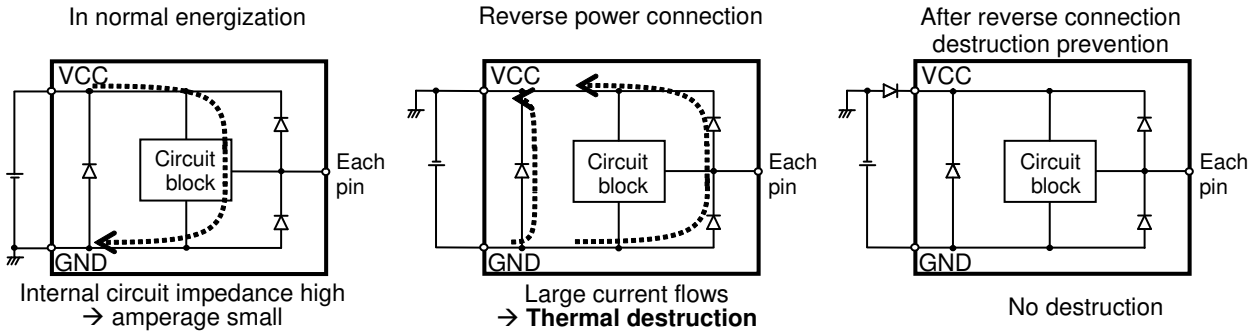 In normal energization
VCC
Circuit
block
Each
pin
GND
Internal circuit impedance high
→ amperage small
Reverse power connection
VCC
Circuit
block
Each
pin
GND
Large current flows
→ Thermal destruction
After reverse connection
destruction prevention
VCC
Circuit
block
Each
pin
GND
No destruction